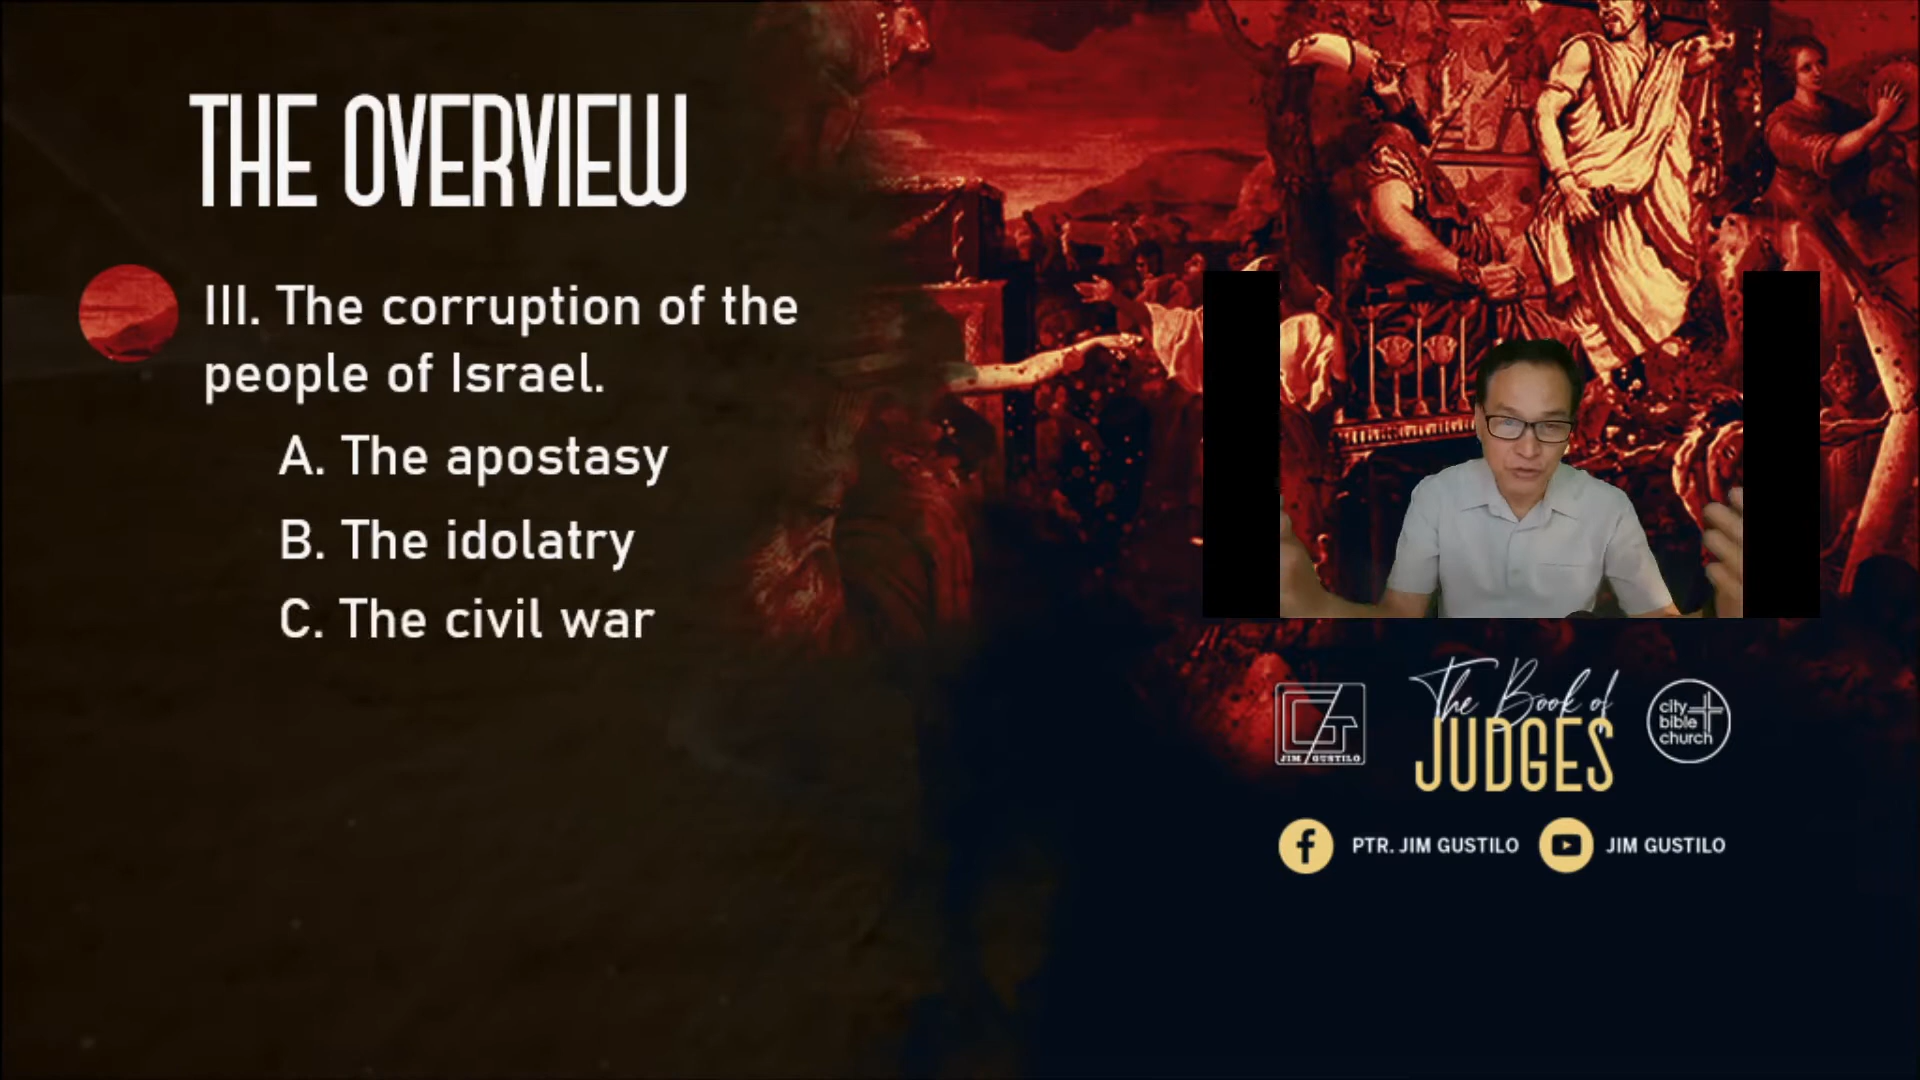 THE OVERVIEW
III. The corruption of the
people of Israel.
A. The apostasy
B. The idolatry
C. The civil war
JIM GUSTILO
The Book of
JUDGES
city
bible
church
PTR. JIM GUSTILO
JIM GUSTILO